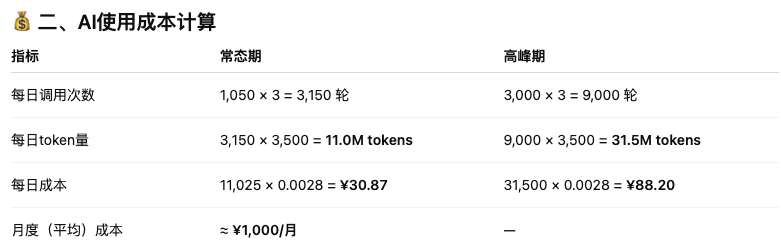 💰 二、AI使用成本计算
指标 常态期 高峰期
每日调用次数 1,050 × 3 = 3,150 轮 3,000 × 3 = 9,000 轮
每日token量 3,150 × 3,500 = 11.0M tokens 9,000 × 3,500 = 31.5M tokens
每日成本 11,025 × 0.0028 = ¥30.87 31,500 × 0.0028 = ¥88.20
月度（平均）成本 ≈ ¥1,000/月 —